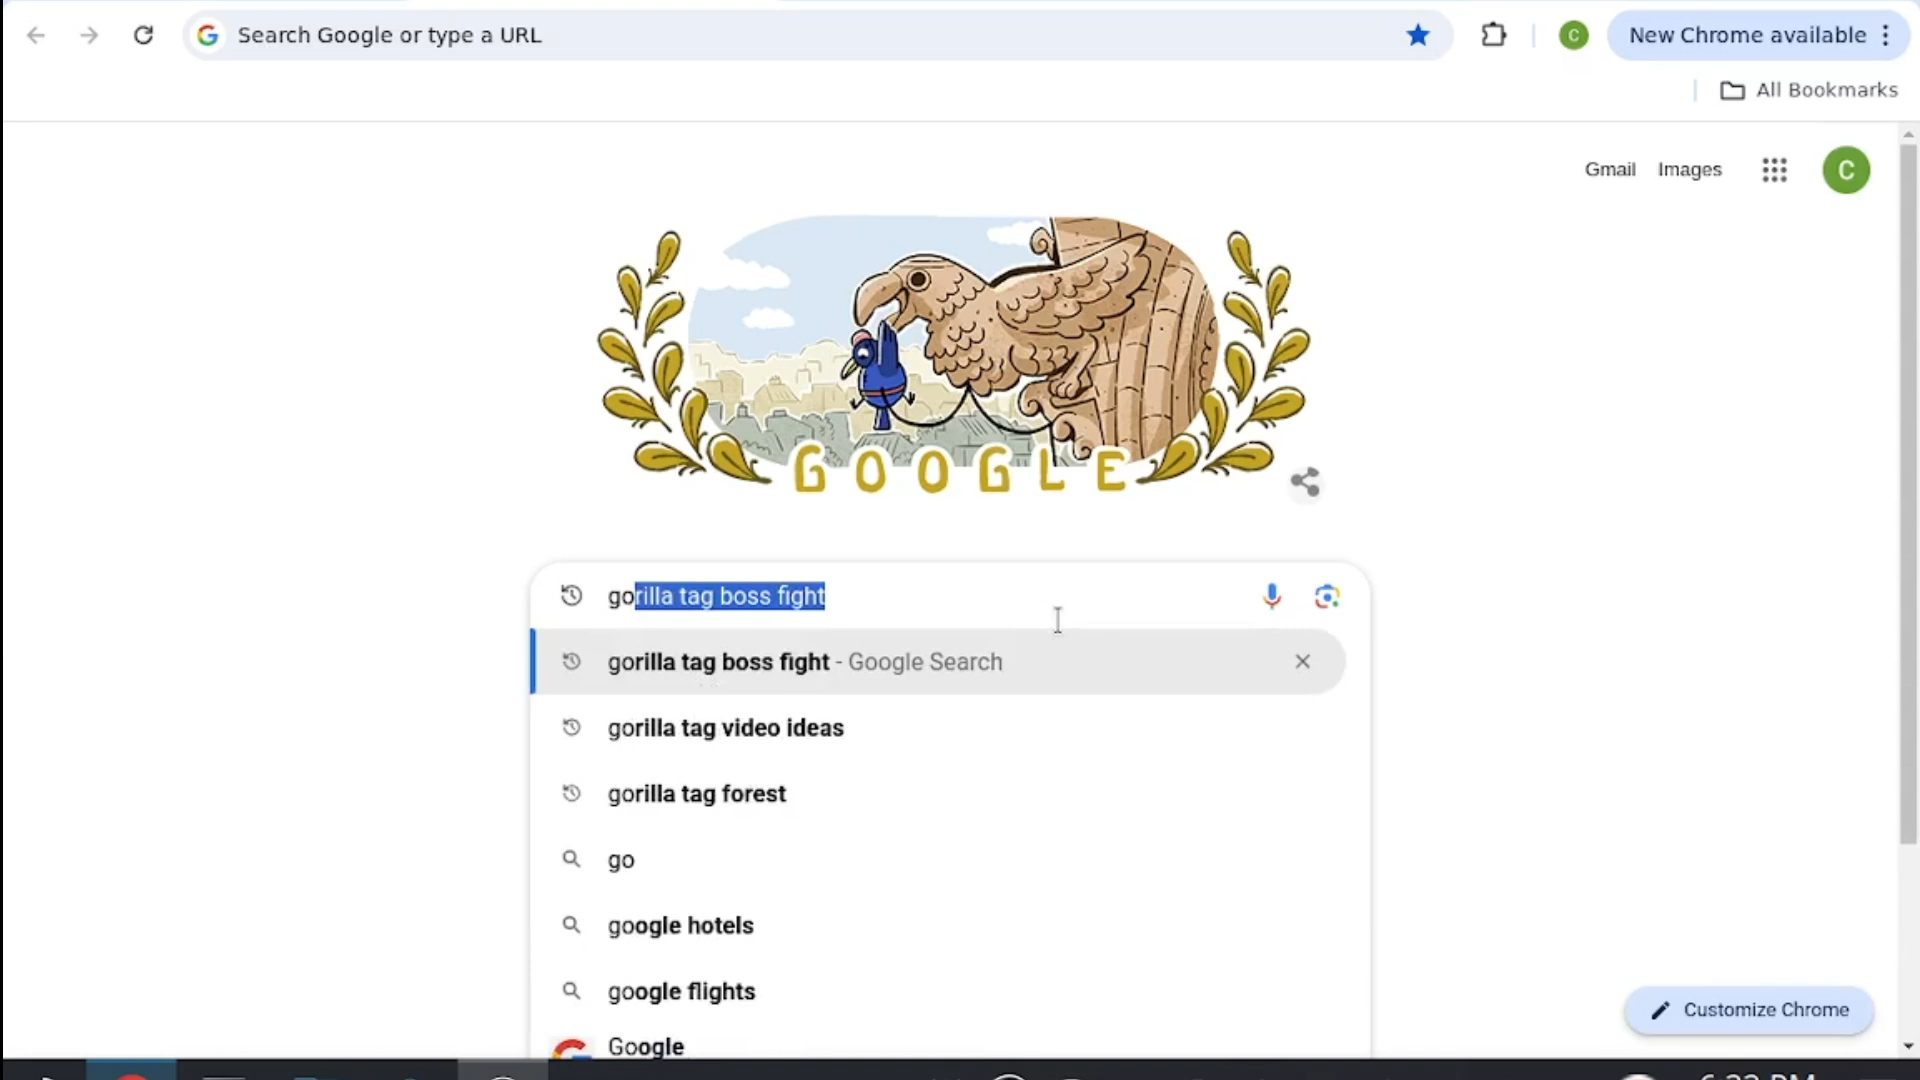 Search Google or type a URL
New Chrome available
All Bookmarks
Gmail Images
C
C
GOOGLE
gorilla tag boss fight
gorilla tag boss fight - Google Search
gorilla tag video ideas
gorilla tag forest
go
google hotels
google flights
Google
Customize Chrome